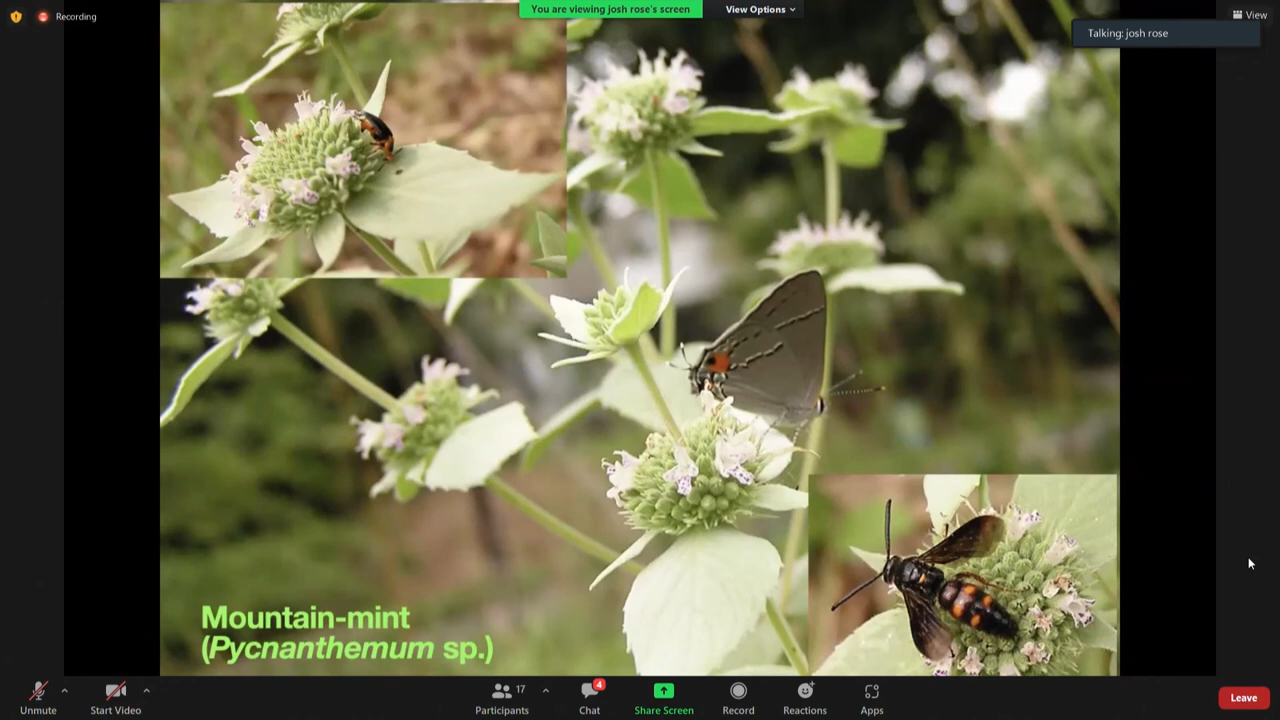 Recording
You are viewing josh rose's screen
View Options
View
Talking: josh rose
Mountain-mint
(Pycnanthemum sp.)
Unmute
Start Video
17
Participants
4
Chat
Share Screen
Record
Reactions
Apps
Leave